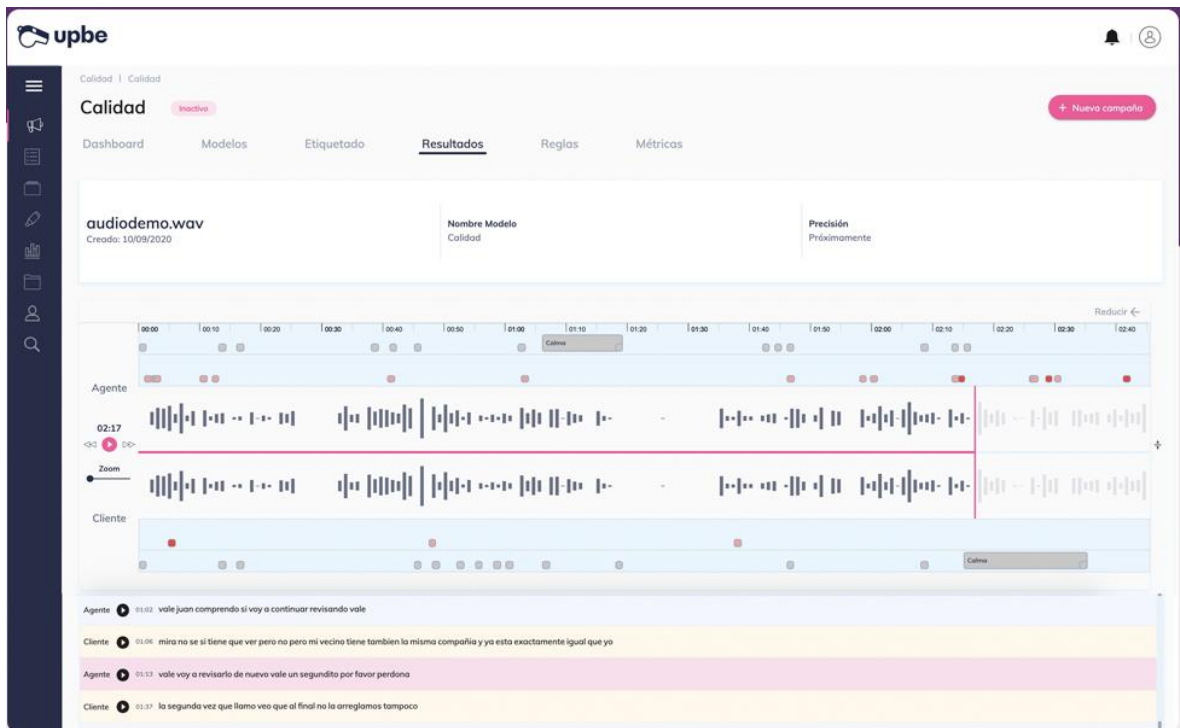 upbe
Calidad | Calidad
Calidad Inactivo + Nueva campaña
Dashboard Modelos Etiquetado Resultados Reglas Métricas
audiodemo.wav Nombre Modelo Precisión
Creado: 10/09/2020 Calidad Próximamente
Reducir
00:00 00:10 00:20 00:30 00:40 00:50 01:00 01:10 01:20 01:30 01:40 01:50 02:00 02:10 02:20 02:30 02:40
Calma
Agente
02:17
Zoom
Cliente
Calma
Agente 01:02 vale juan comprendo si voy a continuar revisando vale
Cliente 01:06 mira no se si tiene que ver pero no pero mi vecino tiene tambien la misma compañia y ya esta exactamente igual que yo
Agente 01:13 vale voy a revisarlo de nuevo vale un segundito por favor perdona
Cliente 01:37 la segunda vez que llamo veo que al final no la arreglamos tampoco